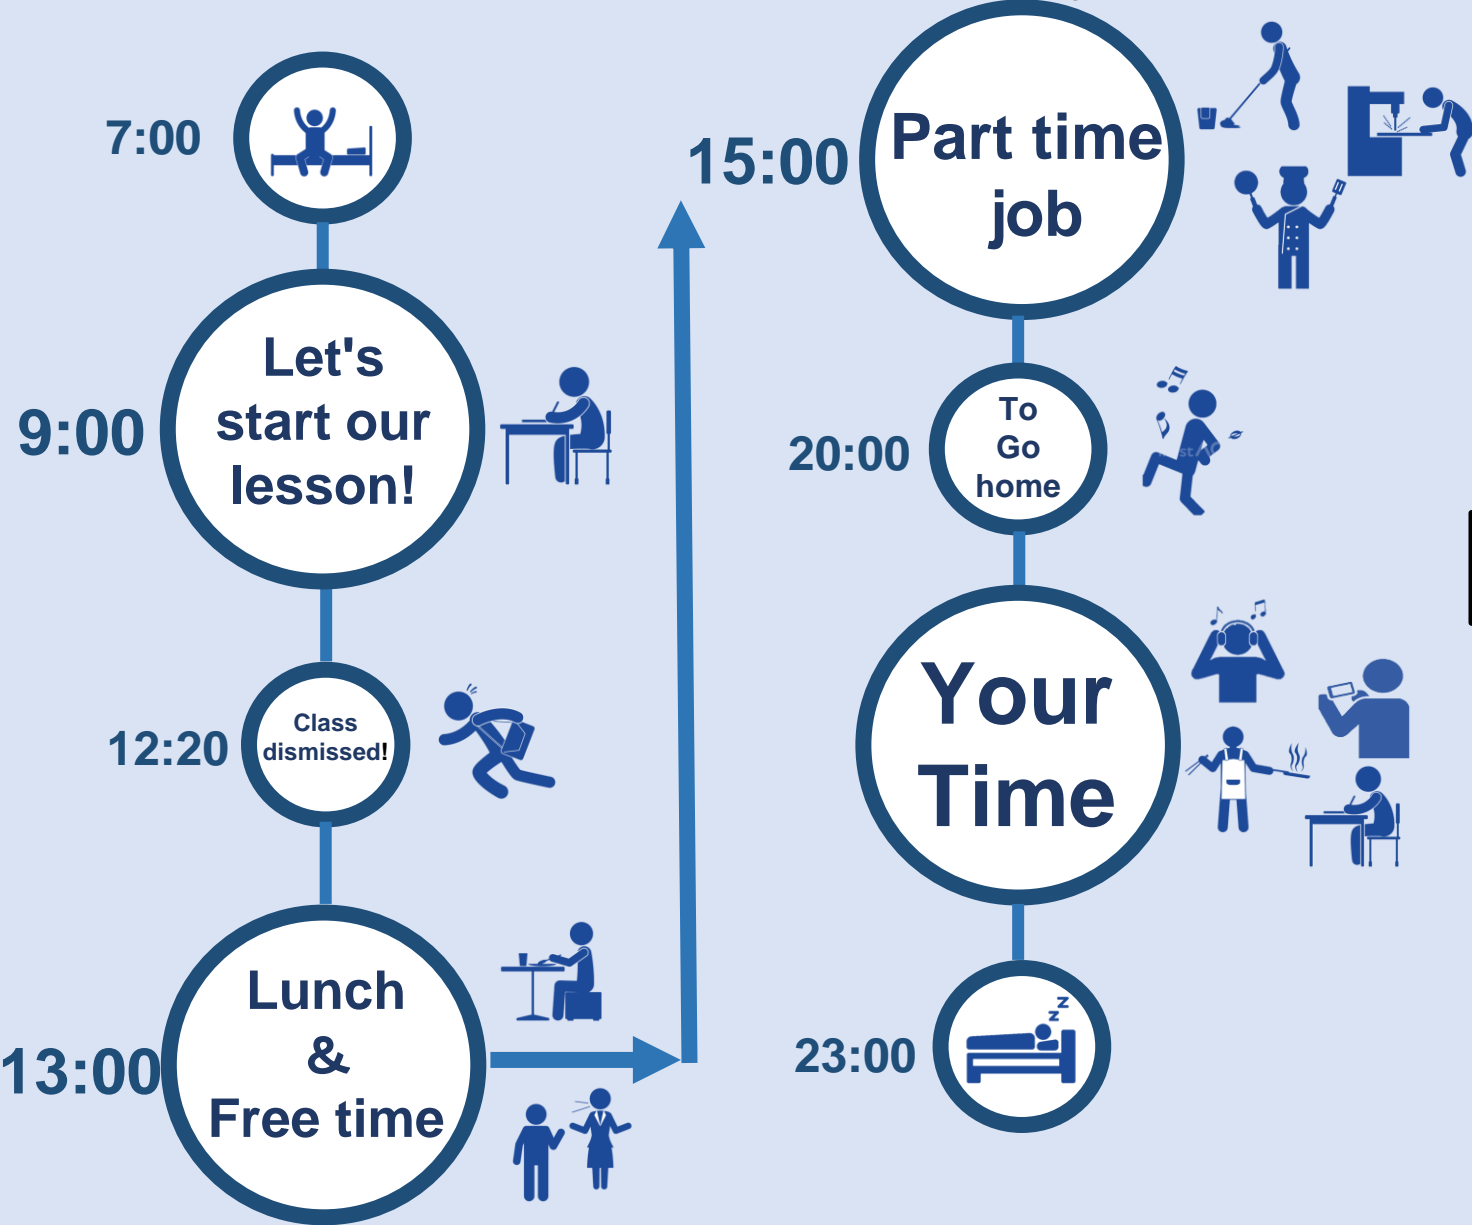 7:00
9:00
Let's
start our
lesson!
12:20
Class
dismissed!
13:00
Lunch
&
Free time
15:00
Part time
job
20:00
To
Go
home
Your
Time
23:00
z
z